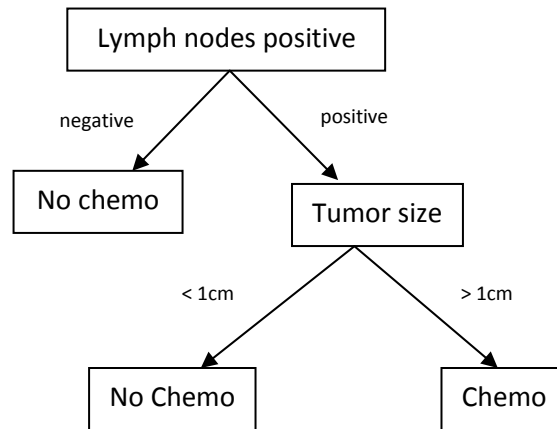 Lymph nodes positive
negative
positive
No chemo
Tumor size
< 1cm
> 1cm
No Chemo
Chemo